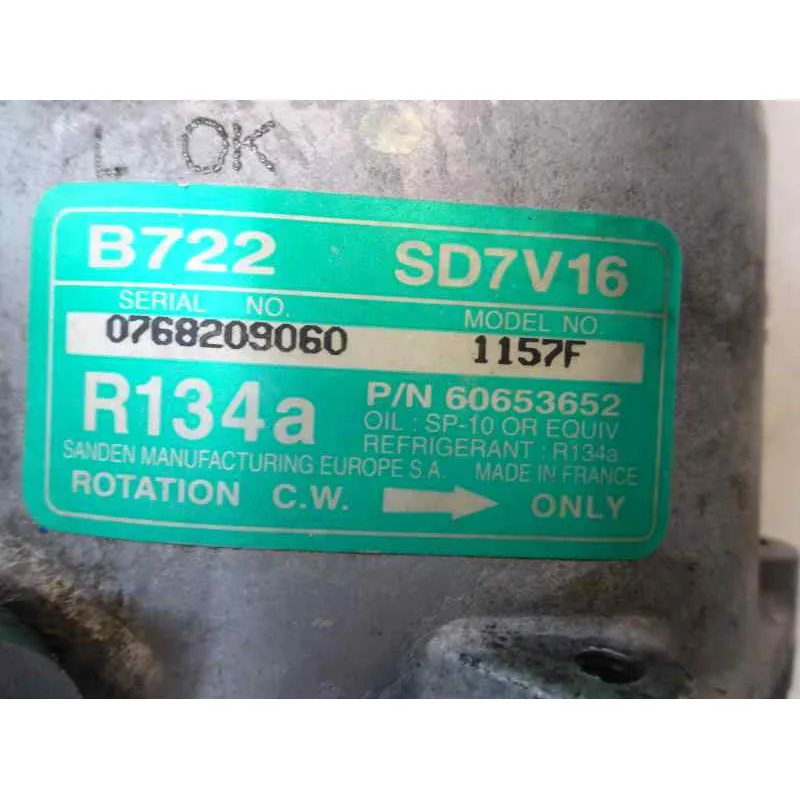 L OK
B722 SD7V16
SERIAL NO. MODEL NO.
0768209060 1157F
R134a P/N 60653652
OIL : SP-10 OR EQUIV
REFRIGERANT : R134a
SANDEN MANUFACTURING EUROPE S.A. MADE IN FRANCE
ROTATION C.W. ONLY